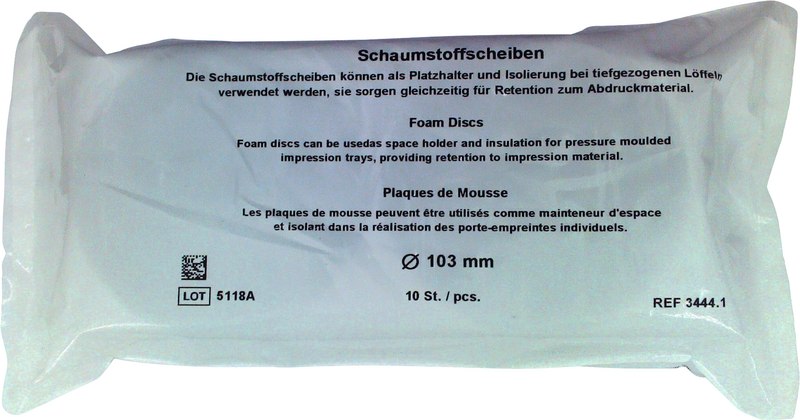 Schaumstoffscheiben
Die Schaumstoffscheiben können als Platzhalter und Isolierung bei tiefgezogenen Löffeln
verwendet werden, sie sorgen gleichzeitig für Retention zum Abdruckmaterial.
Foam Discs
Foam discs can be usedas space holder and insulation for pressure moulded
impression trays, providing retention to impression material.
Plaques de Mousse
Les plaques de mousse peuvent être utilisés comme mainteneur d'espace
et isolant dans la réalisation des porte-empreintes individuels.
Ø 103 mm
LOT 5118A
10 St. / pcs.
REF 3444.1